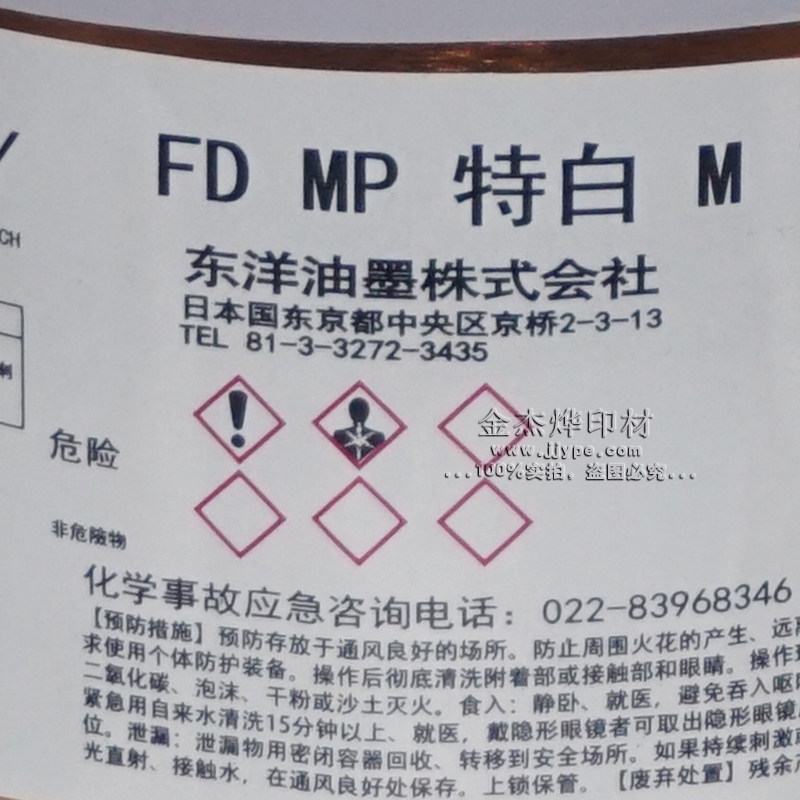 FD MP 特白 M
CH
东洋油墨株式会社
日本国东京都中央区京桥2-3-13
TEL 81-3-3272-3435
剩
金杰烨印材
www.jjype.com
...100%实拍，盗图必究...
危险
非危險物
化学事故应急咨询电话：022-83968346
【预防措施】预防存放于通风良好的场所。防止周围火花的产生、远离
求使用个体防护装备。操作后彻底清洗附着部或接触部和眼睛。操作
二氧化碳、泡沫、干粉或沙土灭火。食入：静卧、就医，避免吞入呕
紧急用自来水清洗15分钟以上、就医，戴隐形眼镜者可取出隐形眼镜
位。泄漏：泄漏物用密闭容器回收、转移到安全场所。如果持续刺激
光直射、接触水，在通风良好处保存。上锁保管。【废弃处置】残余